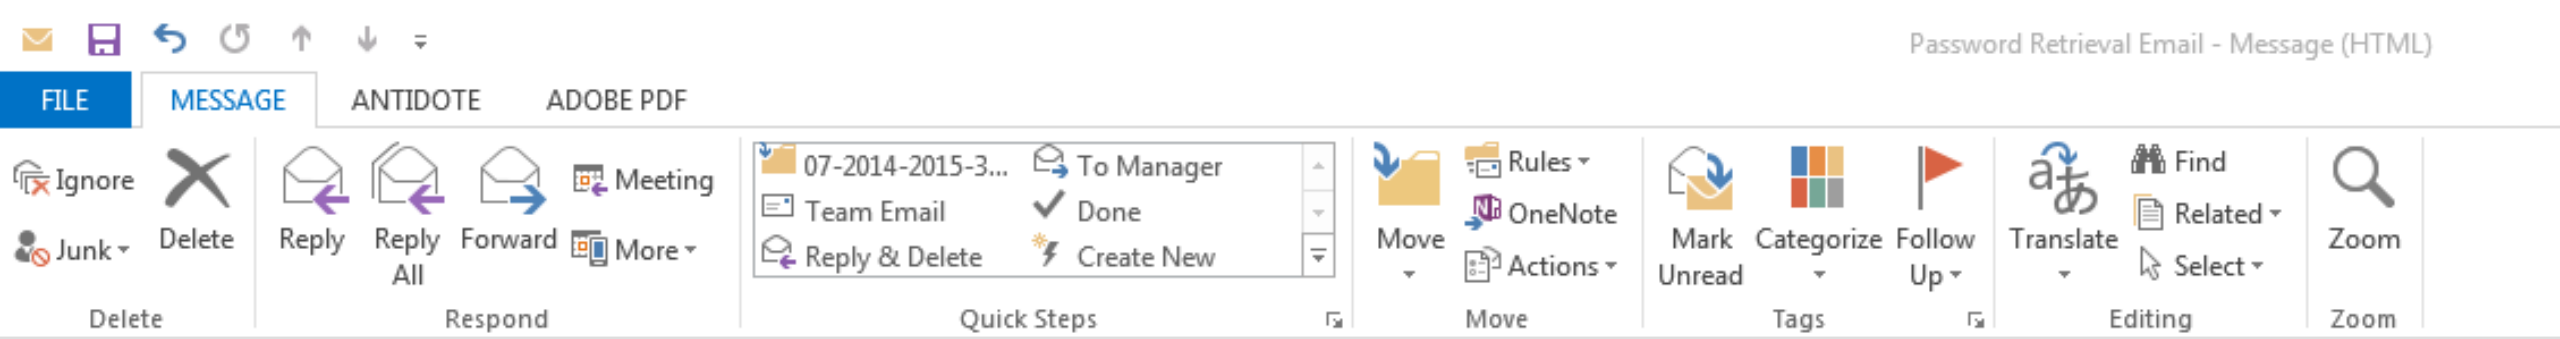 Password Retrieval Email - Message (HTML)
FILE MESSAGE ANTIDOTE ADOBE PDF
Ignore
Junk
Delete
Delete
Reply
Reply
All
Forward
Meeting
More
Respond
07-2014-2015-3... To Manager
Team Email Done
Reply & Delete Create New
Quick Steps
Move
Rules
OneNote
Actions
Move
Mark
Unread
Categorize
Follow
Up
Tags
Translate
Find
Related
Select
Editing
Zoom
Zoom